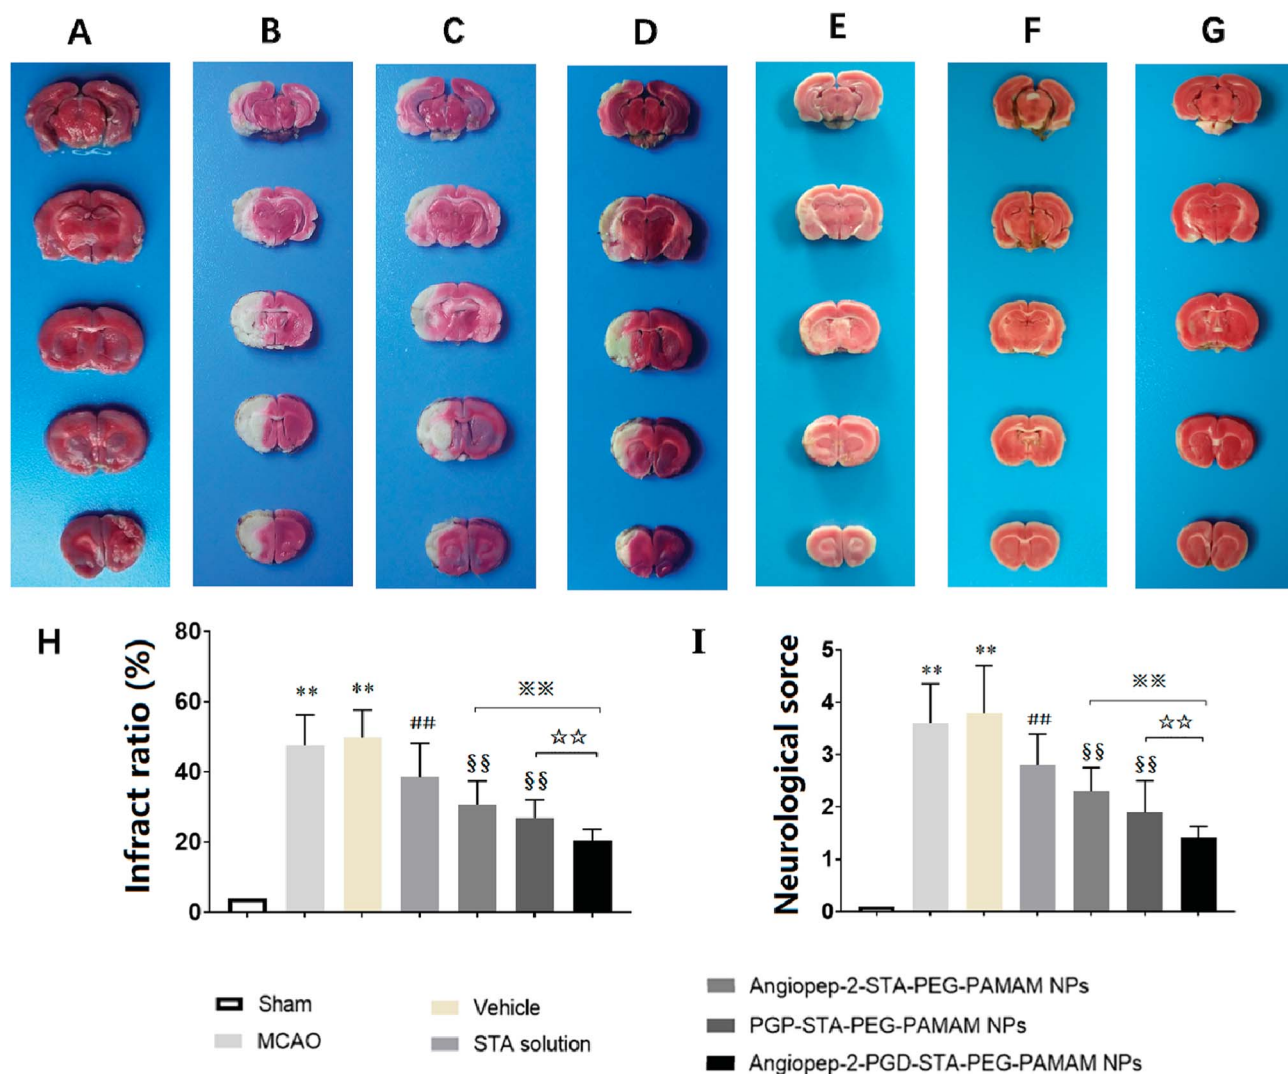 A B C D E F G
H
Infract ratio (%)
80
60
40
20
0
** ** ## §§ §§ ※※ ☆☆
I
Neurological sorce
5
4
3
2
1
0
** ** ## §§ §§ ※※ ☆☆
Sham
MCAO
Vehicle
STA solution
Angiopep-2-STA-PEG-PAMAM NPs
PGP-STA-PEG-PAMAM NPs
Angiopep-2-PGD-STA-PEG-PAMAM NPs